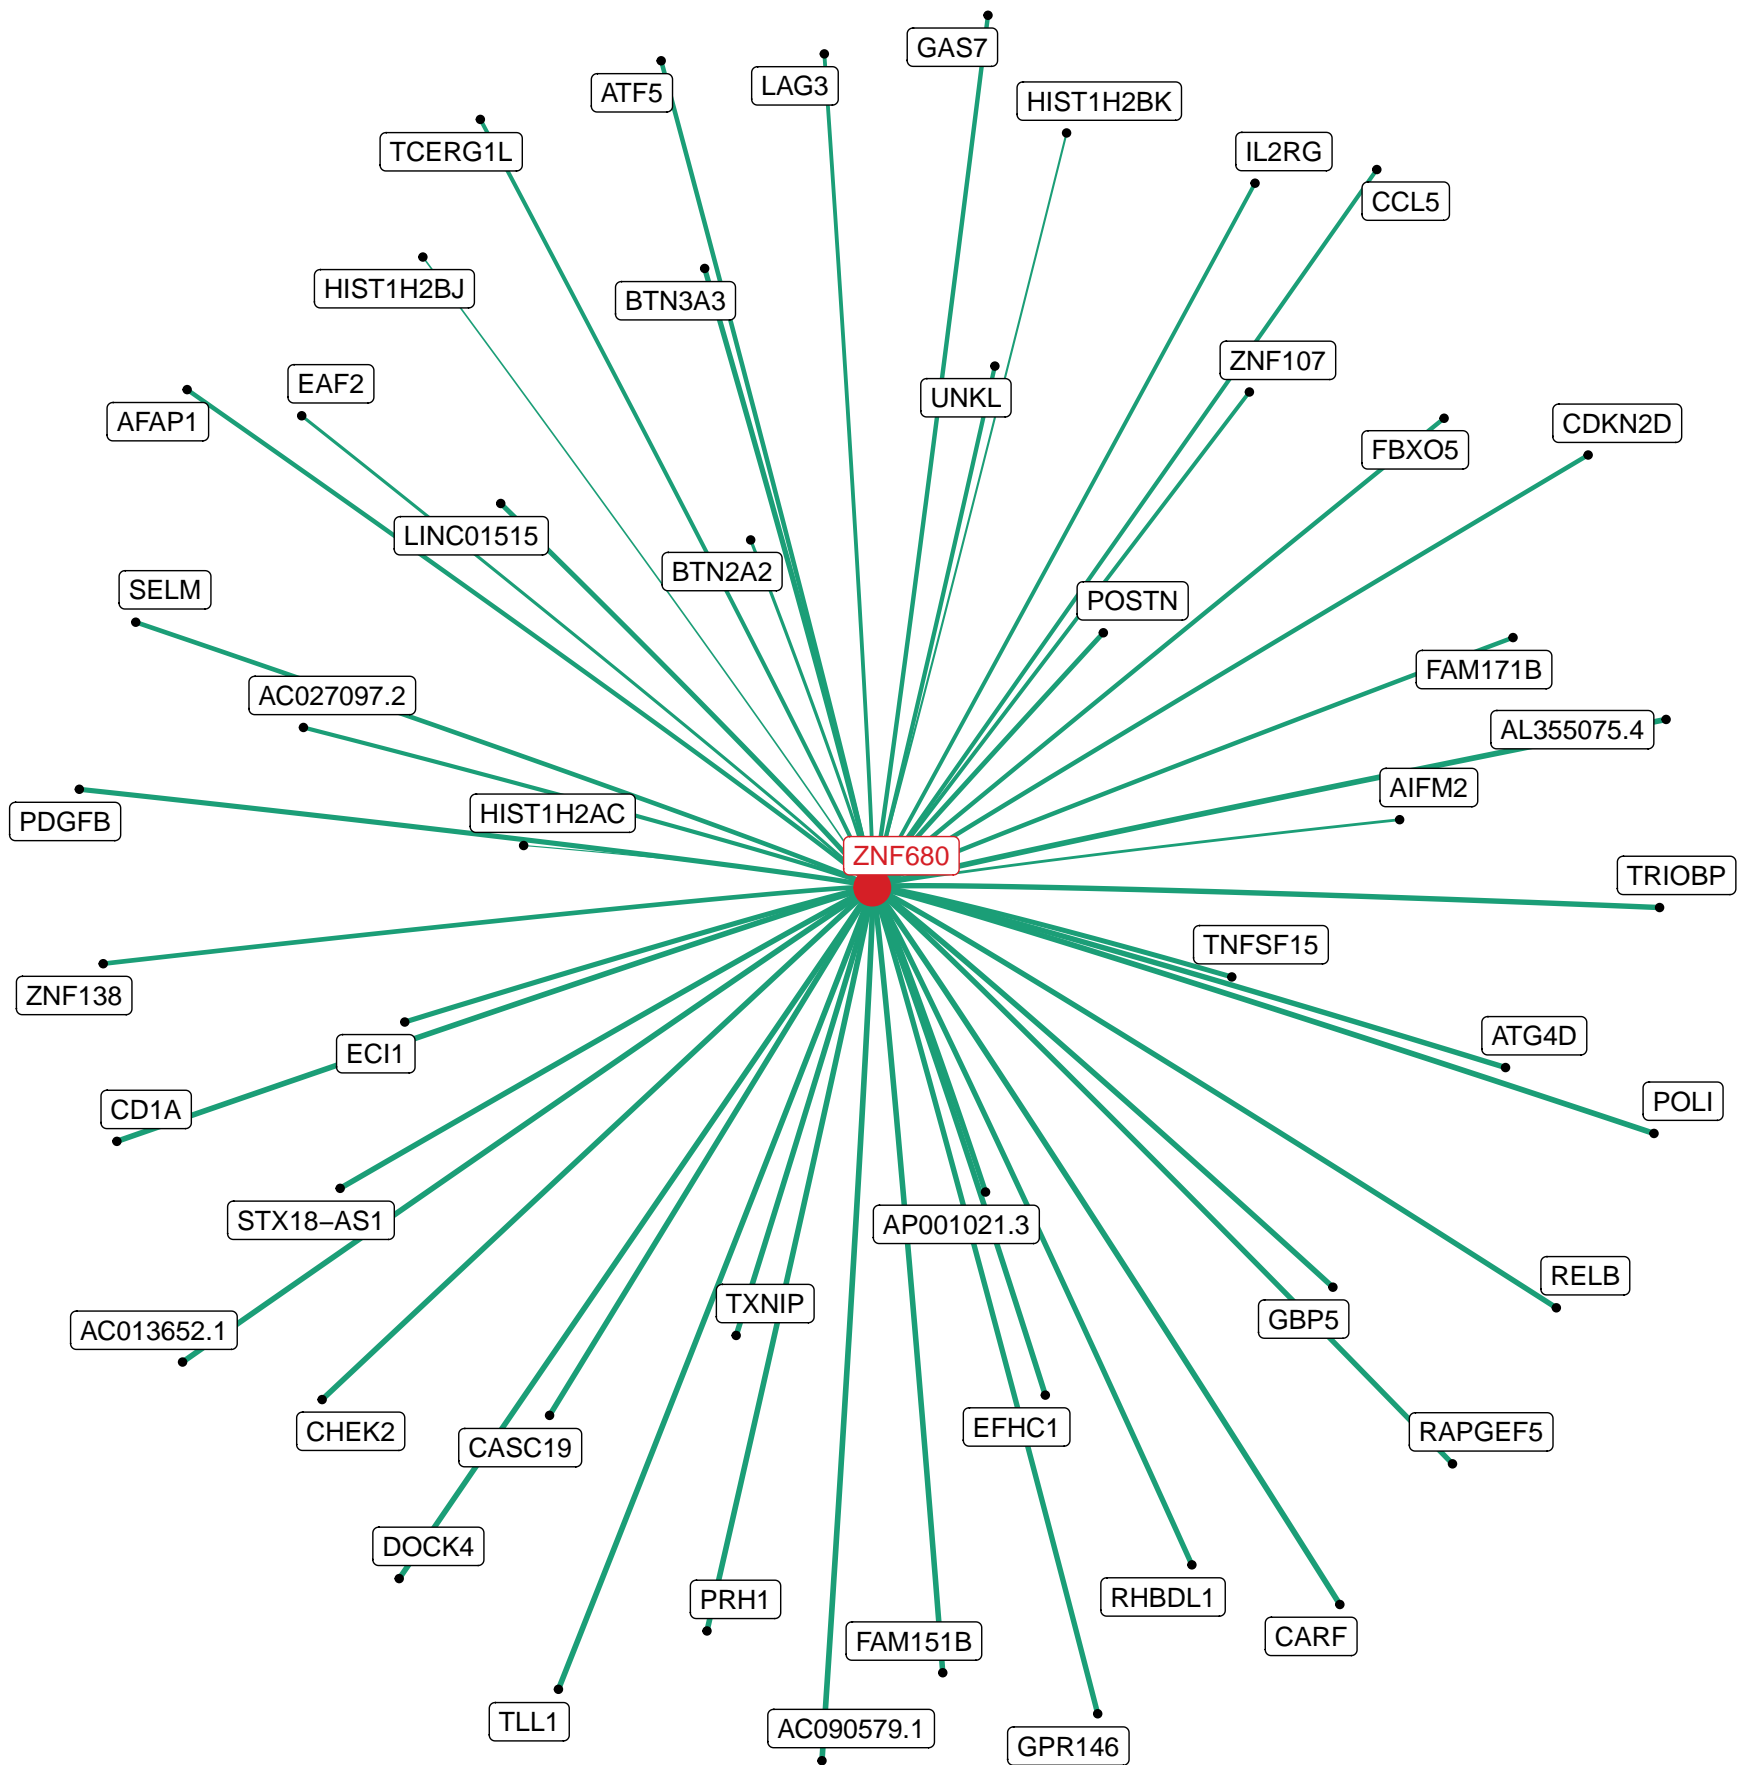 GAS7
LAG3
ATF5
HIST1H2BK
TCERG1L
IL2RG
CCL5
HIST1H2BJ
BTN3A3
ZNF107
EAF2
UNKL
AFAP1
CDKN2D
FBXO5
LINC01515
BTN2A2
SELM
POSTN
FAM171B
AC027097.2
AL355075.4
AIFM2
HIST1H2AC
PDGFB
ZNF680
TRIOBP
TNFSF15
ZNF138
ATG4D
ECI1
POLI
CD1A
STX18−AS1
AP001021.3
RELB
TXNIP
GBP5
AC013652.1
EFHC1
CHEK2
RAPGEF5
CASC19
DOCK4
RHBDL1
PRH1
CARF
FAM151B
TLL1
AC090579.1
GPR146